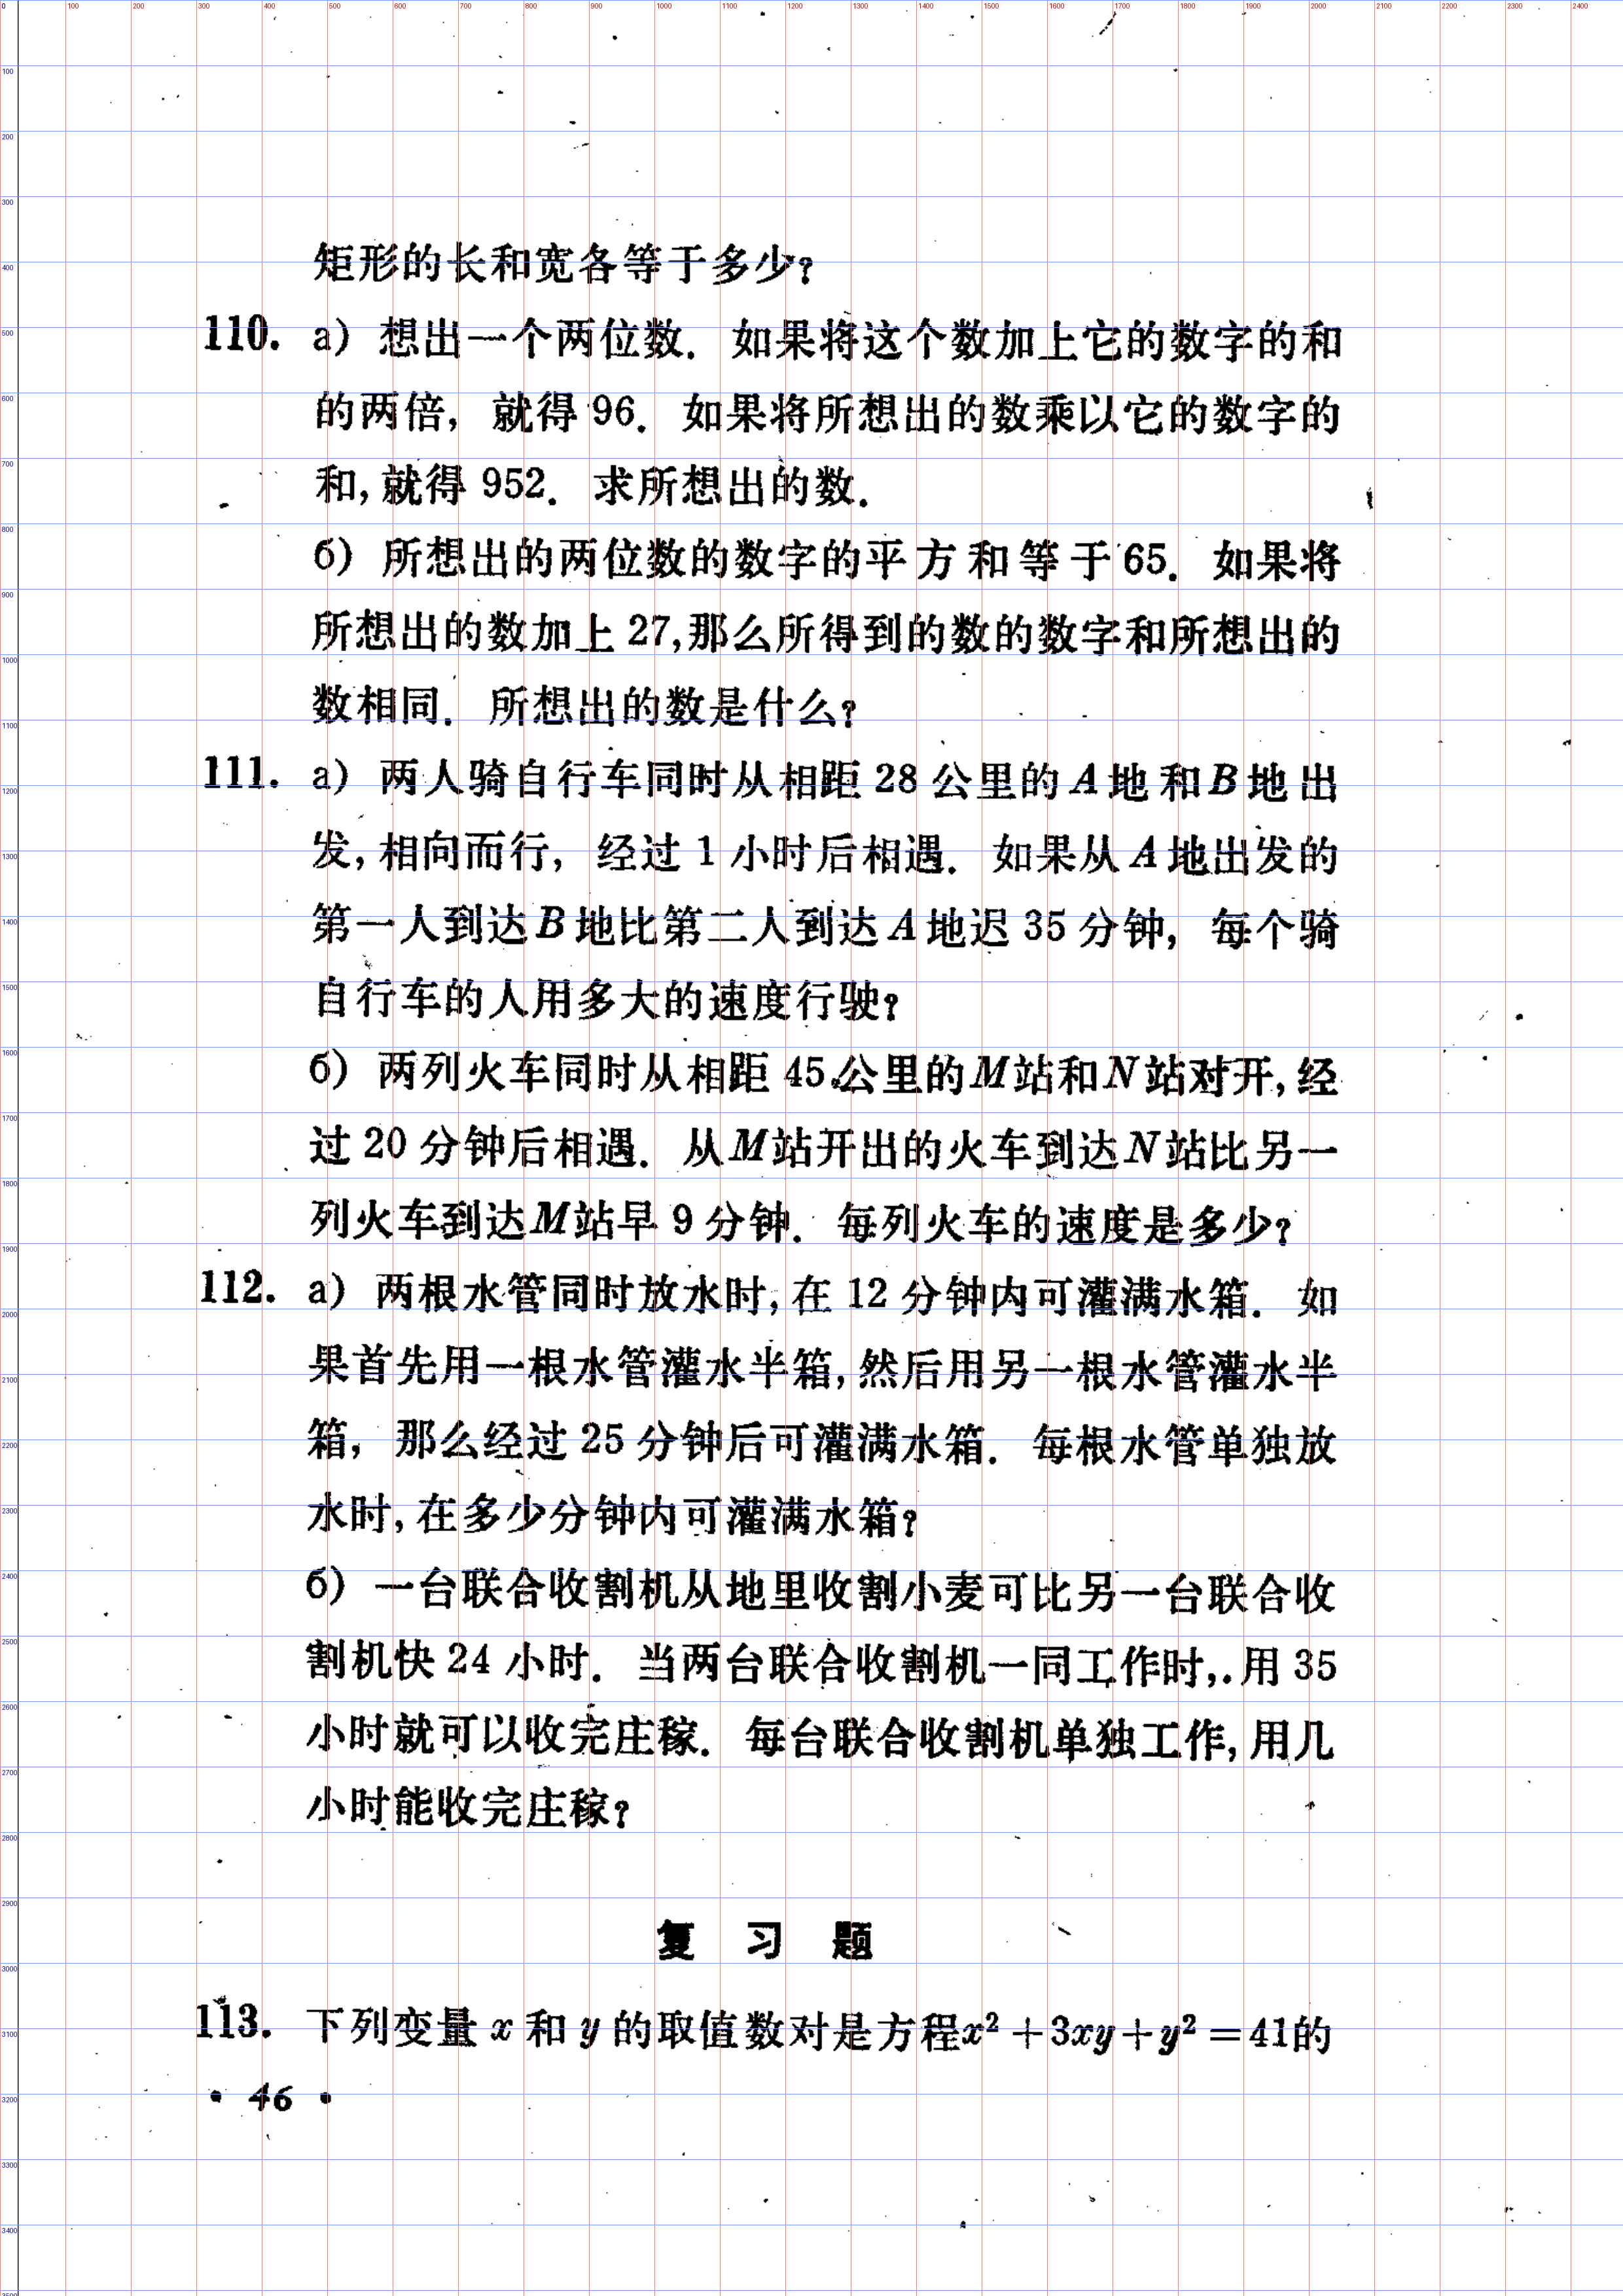 矩形的长和宽各等于多少?
110. a) 想出一个两位数. 如果将这个数加上它的数字的和
的两倍, 就得 96. 如果将所想出的数乘以它的数字的
和, 就得 952. 求所想出的数.
б) 所想出的两位数的数字的平方和等于 65. 如果将
所想出的数加上 27, 那么所得到的数的数字和所想出的
数相同. 所想出的数是什么?
111. a) 两人骑自行车同时从相距 28 公里的 A 地和 B 地出
发, 相向而行, 经过 1 小时后相遇. 如果从 A 地出发的
第一人到达 B 地比第二人到达 A 地迟 35 分钟, 每个骑
自行车的人用多大的速度行驶?
б) 两列火车同时从相距 45 公里的 M 站和 N 站对开, 经
过 20 分钟后相遇. 从 M 站开出的火车到达 N 站比另一
列火车到达 M 站早 9 分钟. 每列火车的速度是多少?
112. a) 两根水管同时放水时, 在 12 分钟内可灌满水箱. 如
果首先用一根水管灌水半箱, 然后用另一根水管灌水半
箱, 那么经过 25 分钟后可灌满水箱. 每根水管单独放
水时, 在多少分钟内可灌满水箱?
б) 一台联合收割机从地里收割小麦可比另一台联合收
割机快 24 小时. 当两台联合收割机一同工作时, 用 35
小时就可以收完庄稼. 每台联合收割机单独工作, 用几
小时能收完庄稼?
复 习 题
113. 下列变量 x 和 y 的取值数对是方程 x² + 3xy + y² = 41 的
• 46 •